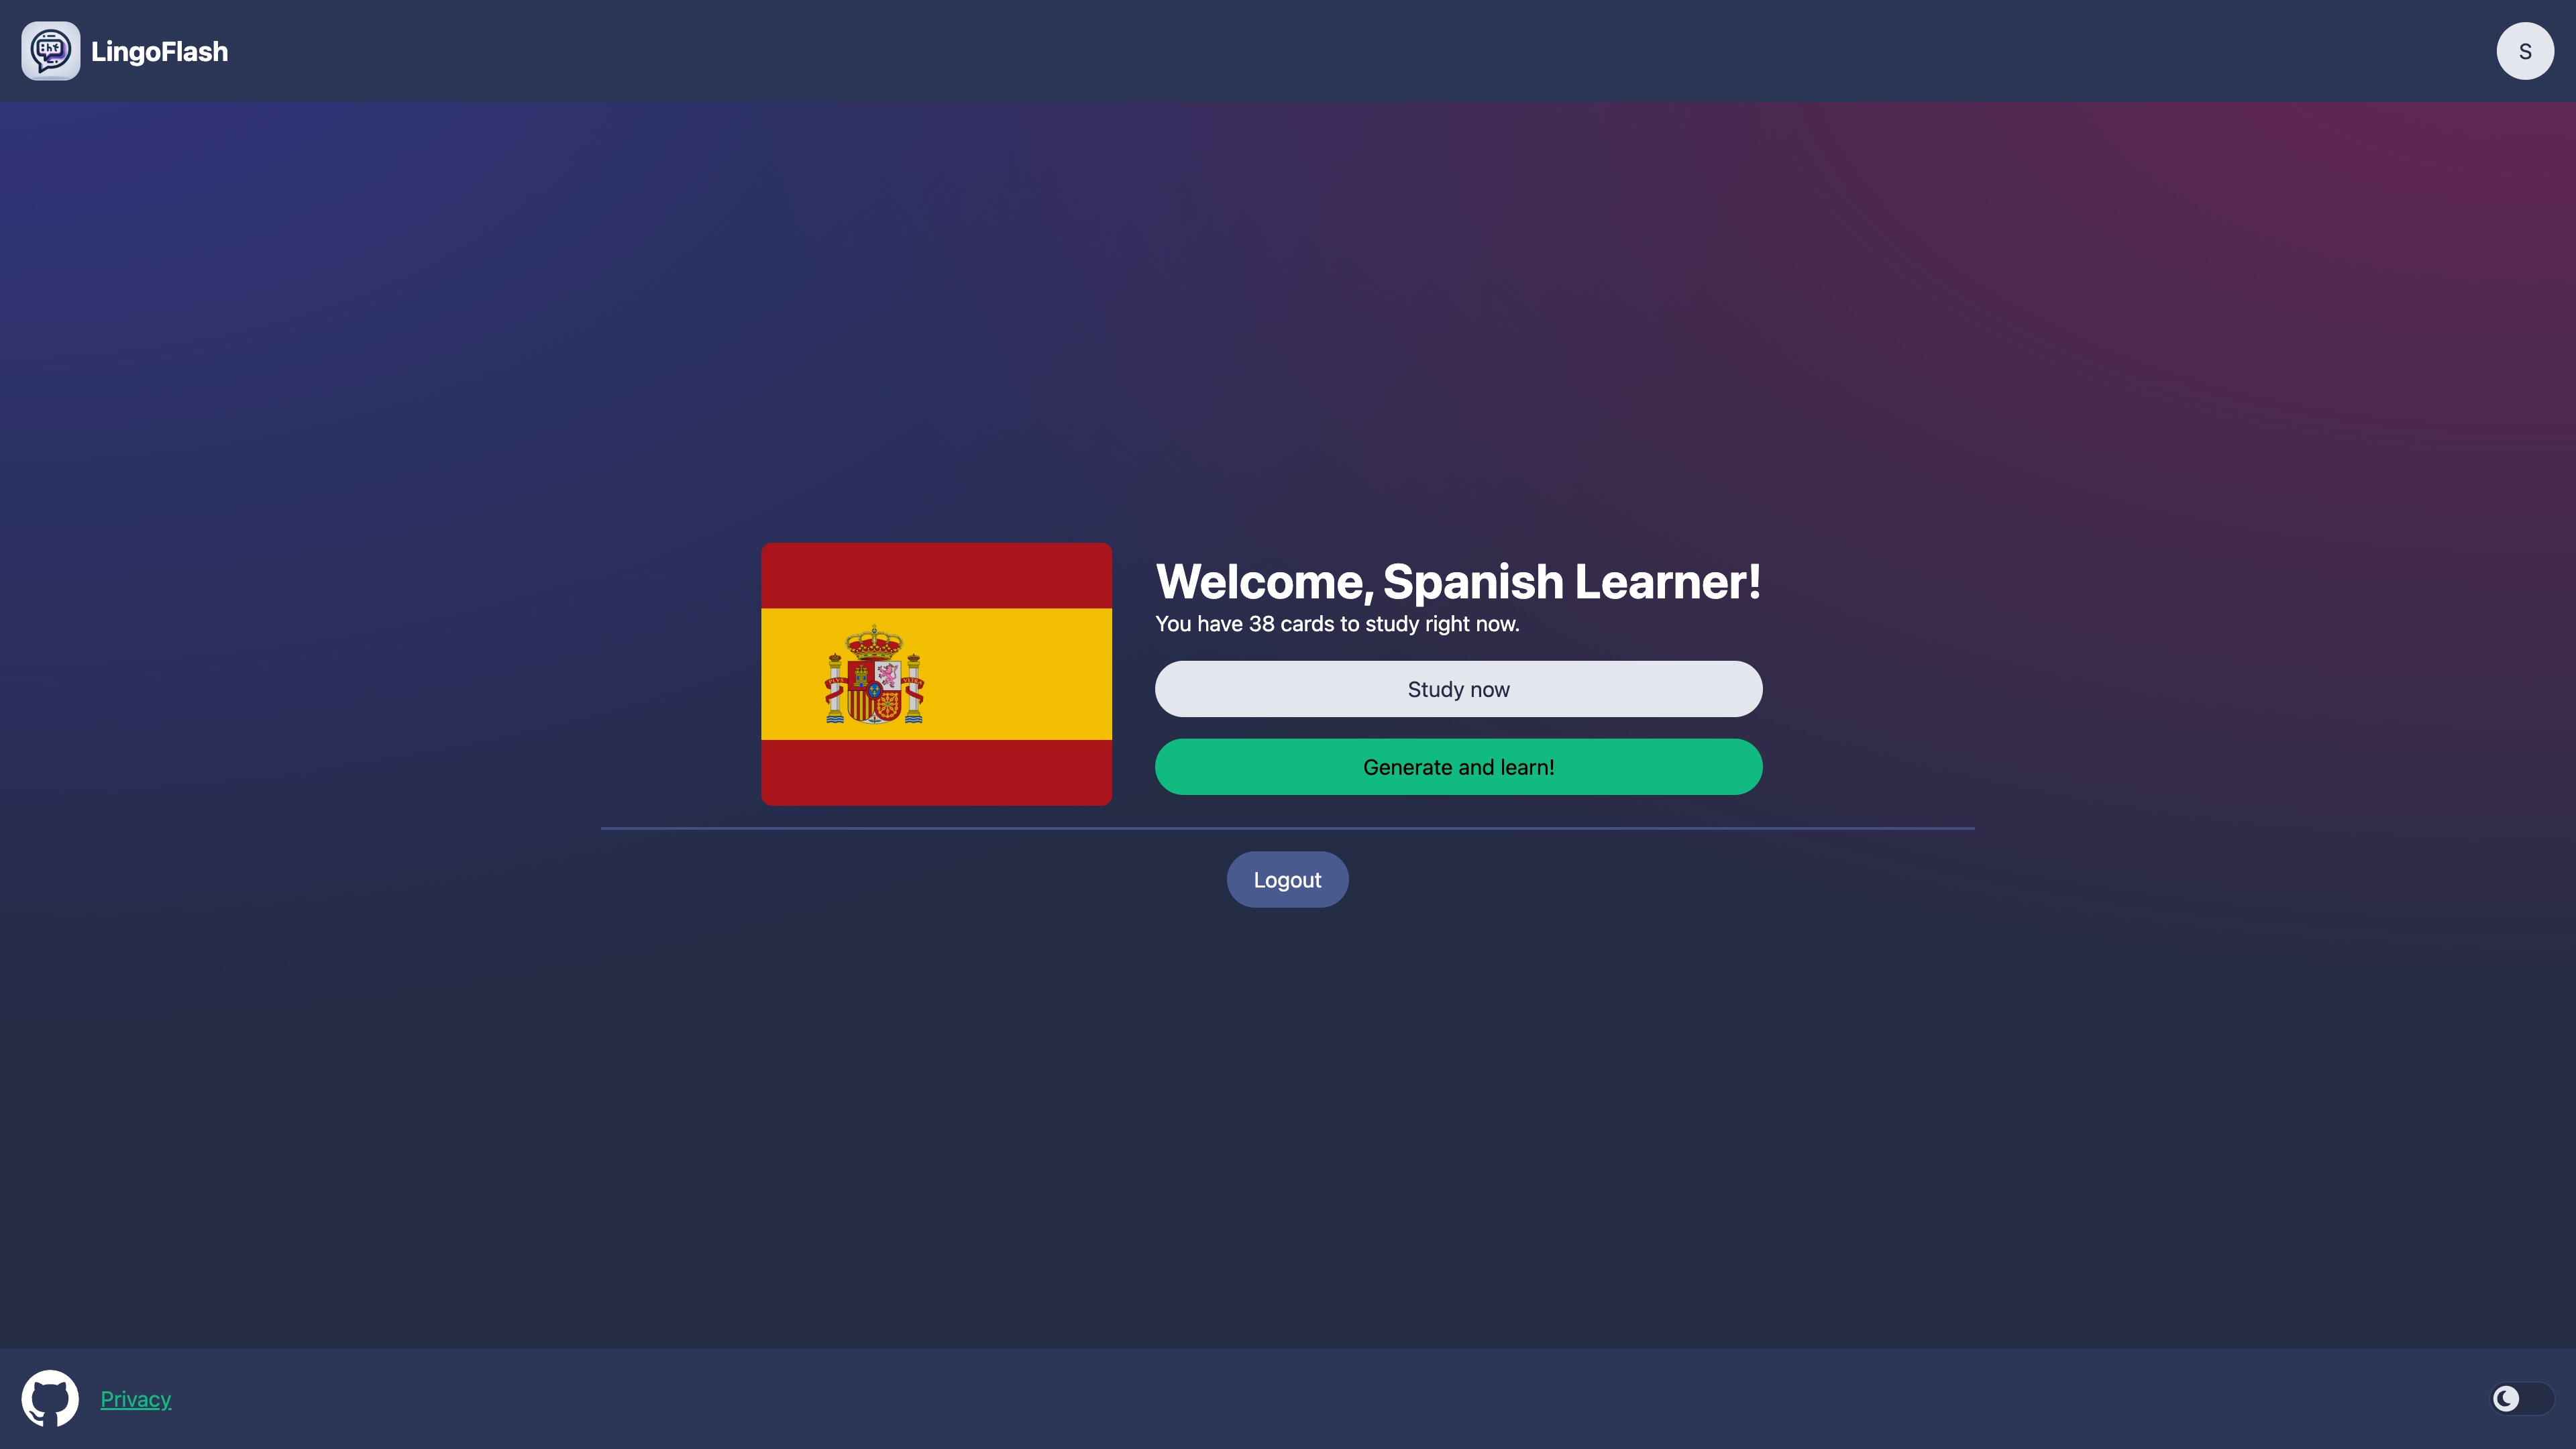 LingoFlash
S
Welcome, Spanish Learner!
You have 38 cards to study right now.
Study now
Generate and learn!
Logout
Privacy